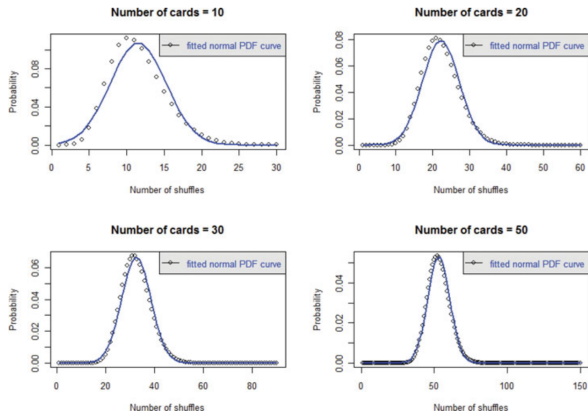 Number of cards = 10
fitted normal PDF curve
Probability
0.00 0.04 0.08
0 5 10 15 20 25 30
Number of shuffles
Number of cards = 20
fitted normal PDF curve
Probability
0.00 0.02 0.04 0.06 0.08
0 10 20 30 40 50 60
Number of shuffles
Number of cards = 30
fitted normal PDF curve
Probability
0.00 0.02 0.04 0.06
0 20 40 60 80
Number of shuffles
Number of cards = 50
fitted normal PDF curve
Probability
0.00 0.02 0.04
0 50 100 150
Number of shuffles